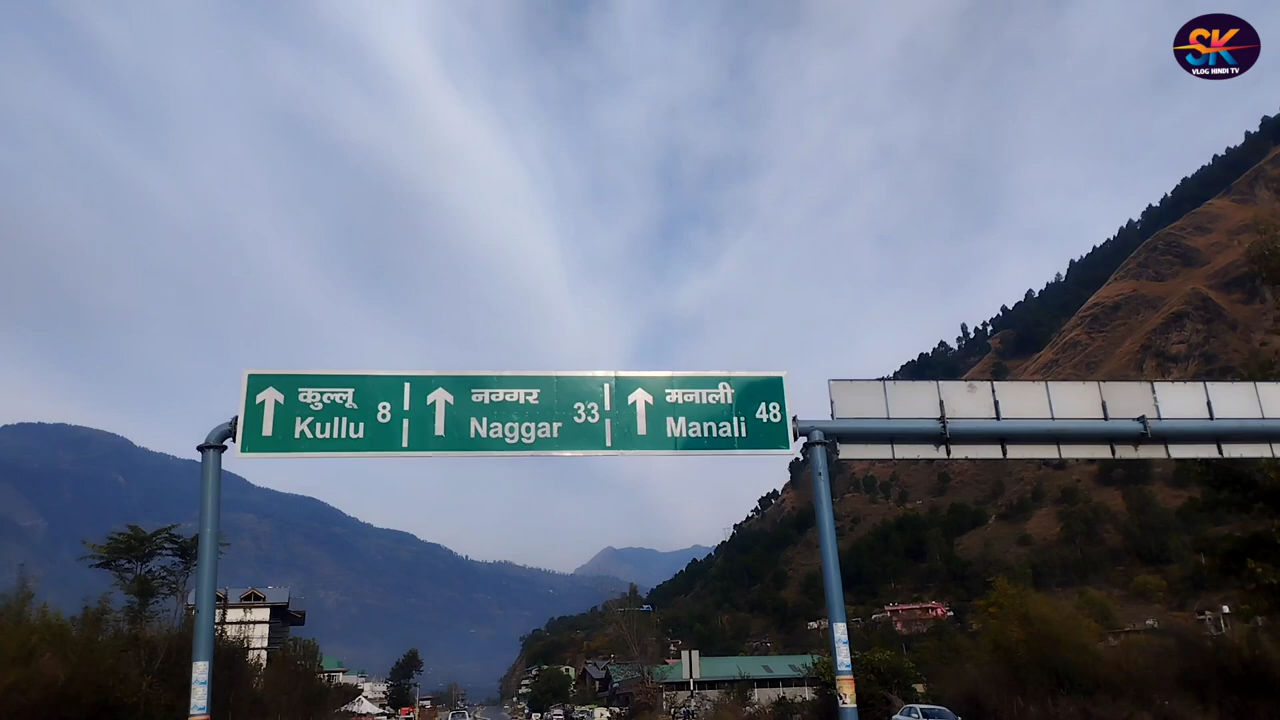 SK
VLOG HINDI TV
कुल्लू
Kullu 8
नग्गर
Naggar 33
मनाली
Manali 48